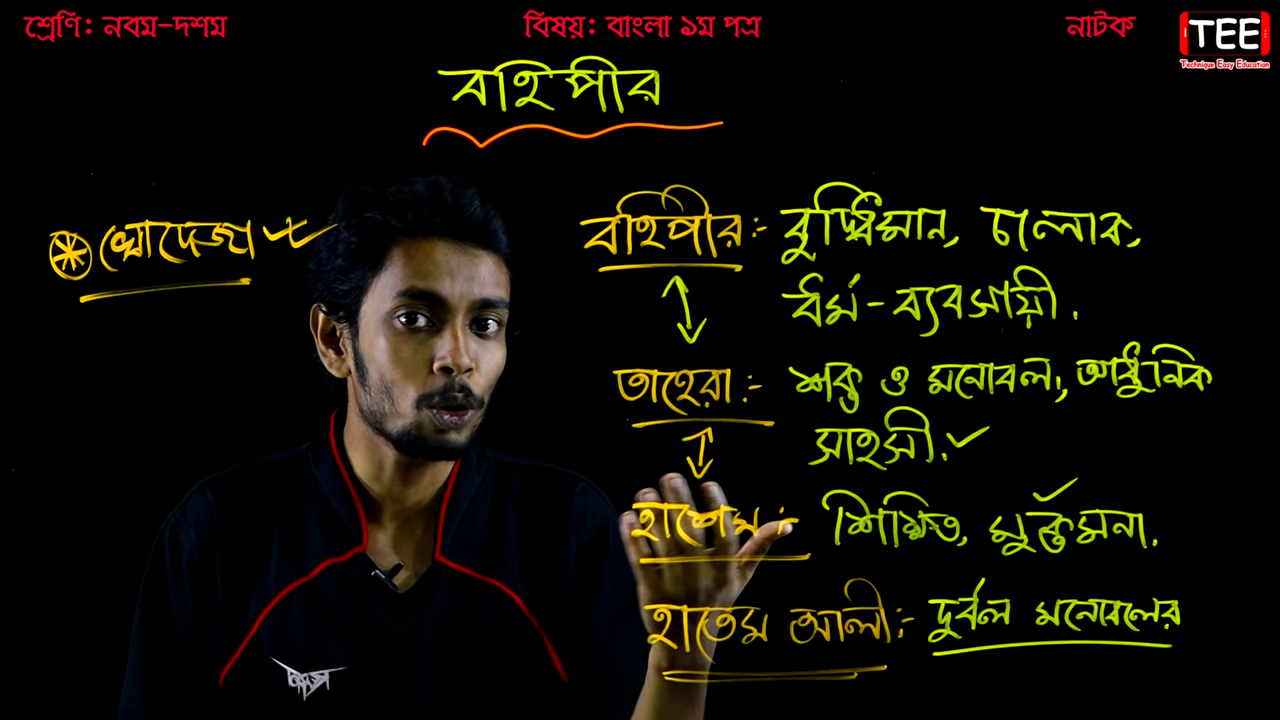 শ্রেণি: নবম-দশম
বিষয়: বাংলা ১ম পত্র
নাটক
TEE
Technique Easy Education
বহিপীর
খোদেজা
বহিপীর :- বুদ্ধিমান, চালাক,
ধর্ম - ব্যবসায়ী.
তাহেরা :- শক্ত ও মনোবল, আধুনিক
সাহসী.
হাশেম : শিক্ষিত, মুক্তমনা.
হাতেম আলী :- দুর্বল মনোবলের